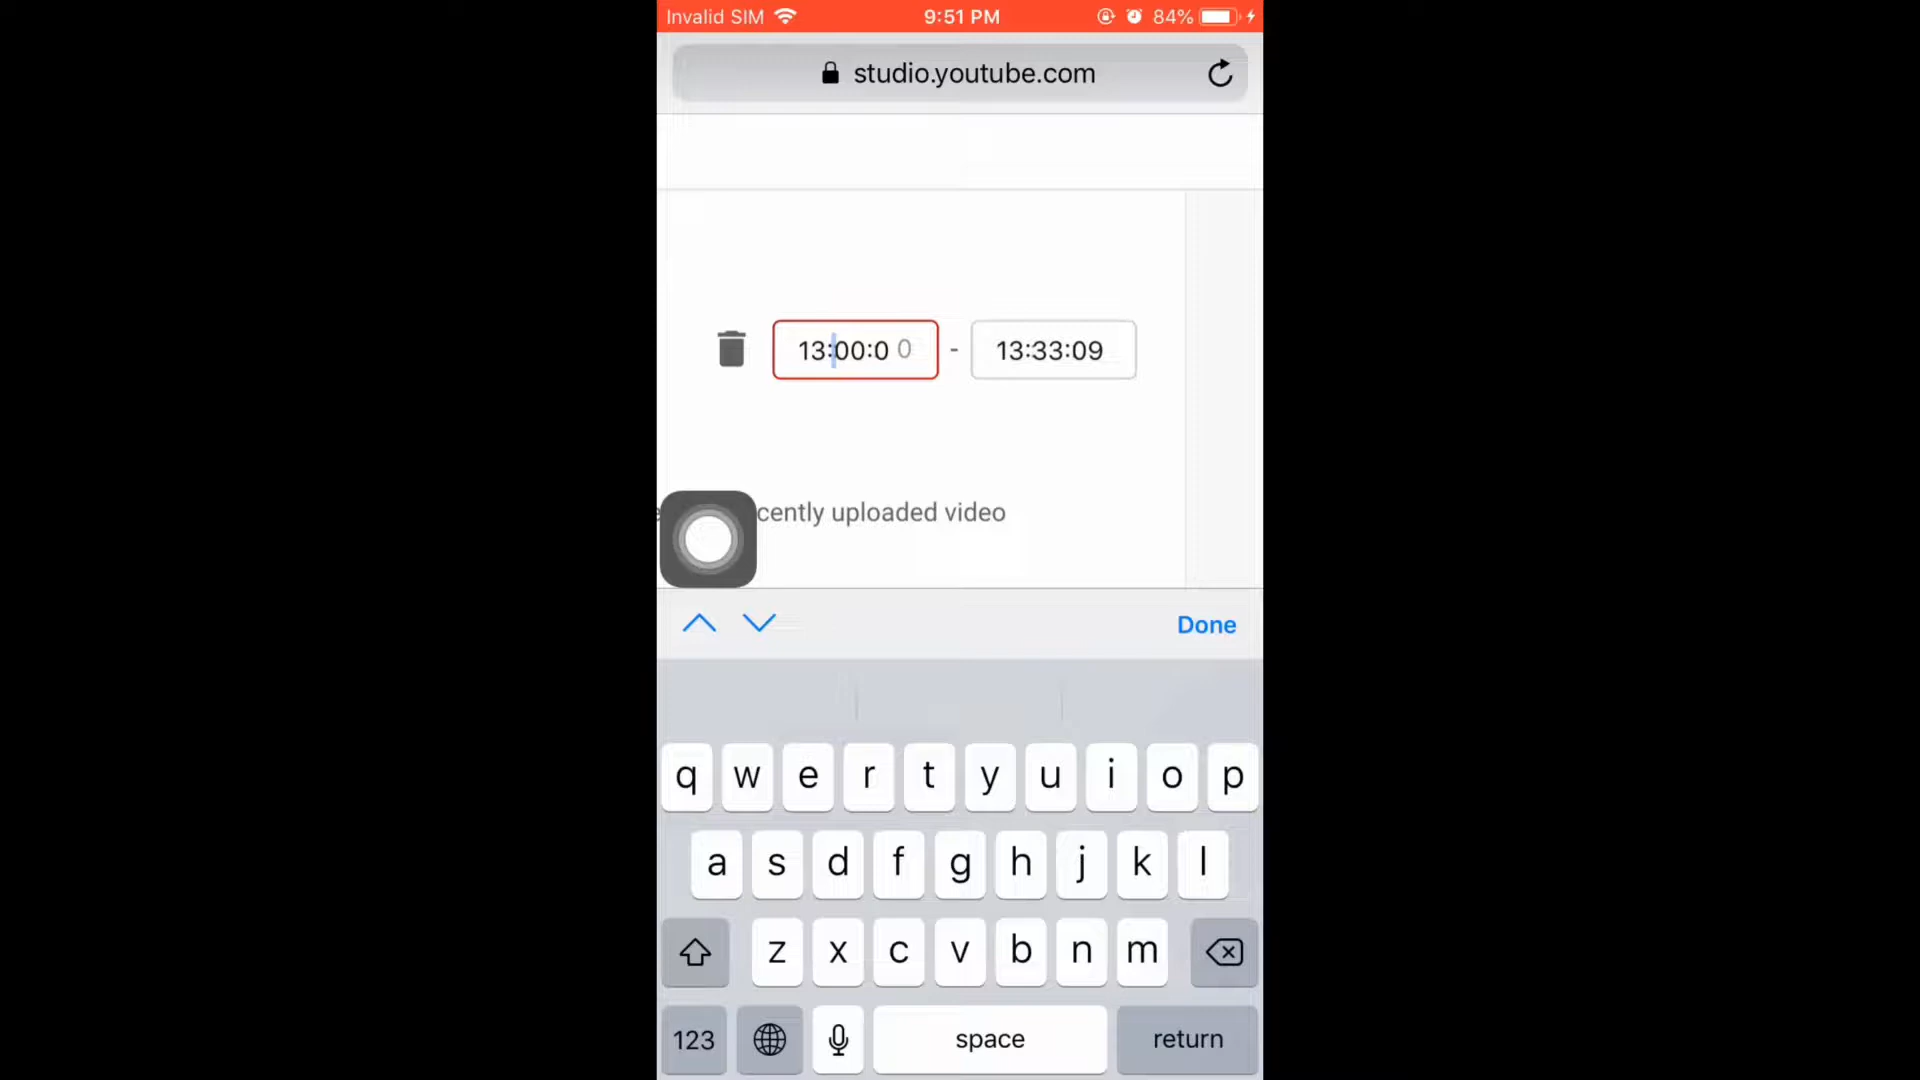 Invalid SIM 9:51 PM 84%
studio.youtube.com
13:00:0 0 - 13:33:09
cently uploaded video
Done
q w e r t y u i o p
a s d f g h j k l
z x c v b n m
123 space return